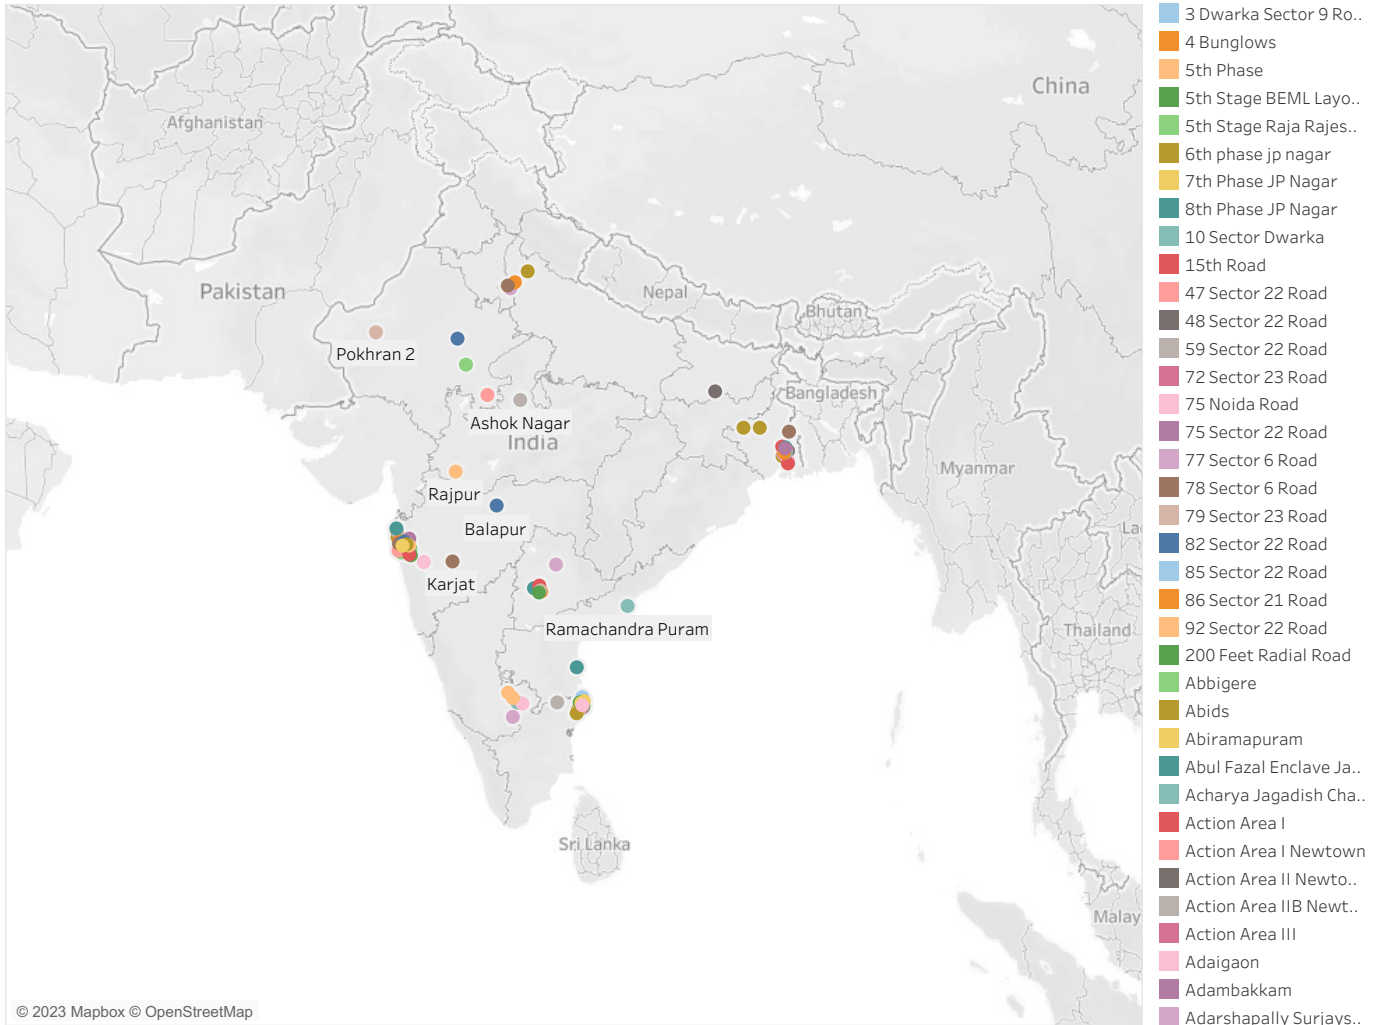 China
Afghanistan
Pakistan
Nepal
Bhutan
Pokhran 2
Bangladesh
Ashok Nagar
India
Myanmar
Rajpur
Balapur
La
Karjat
Ramachandra Puram
Thailand
Sri Lanka
Malay
© 2023 Mapbox © OpenStreetMap
3 Dwarka Sector 9 Ro..
4 Bunglows
5th Phase
5th Stage BEML Layo..
5th Stage Raja Rajes..
6th phase jp nagar
7th Phase JP Nagar
8th Phase JP Nagar
10 Sector Dwarka
15th Road
47 Sector 22 Road
48 Sector 22 Road
59 Sector 22 Road
72 Sector 23 Road
75 Noida Road
75 Sector 22 Road
77 Sector 6 Road
78 Sector 6 Road
79 Sector 23 Road
82 Sector 22 Road
85 Sector 22 Road
86 Sector 21 Road
92 Sector 22 Road
200 Feet Radial Road
Abbigere
Abids
Abiramapuram
Abul Fazal Enclave Ja..
Acharya Jagadish Cha..
Action Area I
Action Area I Newtown
Action Area II Newto..
Action Area IIB Newt..
Action Area III
Adaigaon
Adambakkam
Adarshapally Surjays..